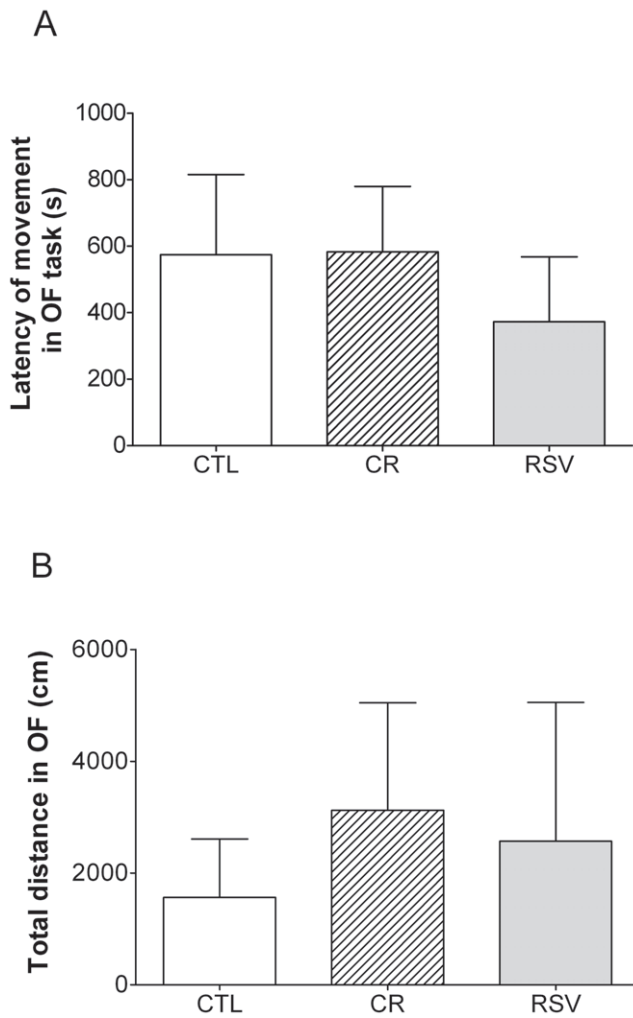 A
Latency of movement
in OF task (s)
1000
800
600
400
200
0
CTL CR RSV
B
Total distance in OF (cm)
6000
4000
2000
0
CTL CR RSV